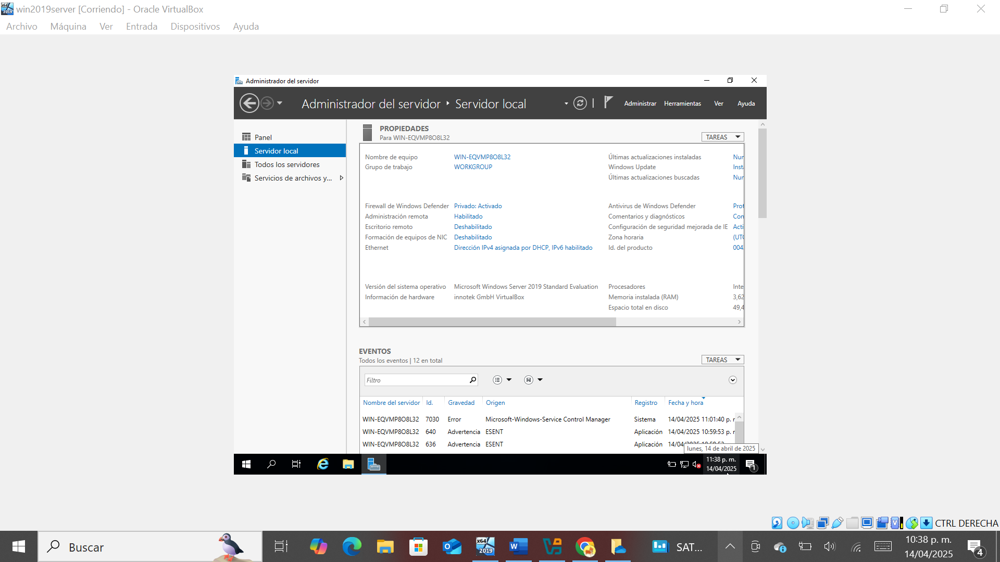 win2019server [Corriendo] - Oracle VirtualBox
Archivo Máquina Ver Entrada Dispositivos Ayuda
Administrador del servidor
Administrador del servidor Servidor local
Administrar Herramientas Ver Ayuda
Panel
Servidor local
Todos los servidores
Servicios de archivos y...
PROPIEDADES
Para WIN-EQVMP8O8L32
TAREAS
Nombre de equipo WIN-EQVMP8O8L32 Últimas actualizaciones instaladas Nun
Grupo de trabajo WORKGROUP Windows Update Inst
Últimas actualizaciones buscadas Nun
Firewall de Windows Defender Privado: Activado Antivirus de Windows Defender Prot
Administración remota Habilitado Comentarios y diagnósticos Con
Escritorio remoto Deshabilitado Configuración de seguridad mejorada de IE Acti
Formación de equipos de NIC Deshabilitado Zona horaria (UTC
Ethernet Dirección IPv4 asignada por DHCP, IPv6 habilitado Id. del producto 004
Versión del sistema operativo Microsoft Windows Server 2019 Standard Evaluation Procesadores Inte
Información de hardware innotek GmbH VirtualBox Memoria instalada (RAM) 3,62
Espacio total en disco 49,4
EVENTOS
Todos los eventos | 12 en total
TAREAS
Filtro
Nombre del servidor Id. Gravedad Origen Registro Fecha y hora
WIN-EQVMP8O8L32 7030 Error Microsoft-Windows-Service Control Manager Sistema 14/04/2025 11:01:40 p.
WIN-EQVMP8O8L32 640 Advertencia ESENT Aplicación 14/04/2025 10:59:53 p.
WIN-EQVMP8O8L32 636 Advertencia ESENT Aplicación
lunes, 14 de abril de 2025
11:38 p. m.
14/04/2025
1
CTRL DERECHA
Buscar
x64
2019
SAT...
10:38 p. m.
14/04/2025
4